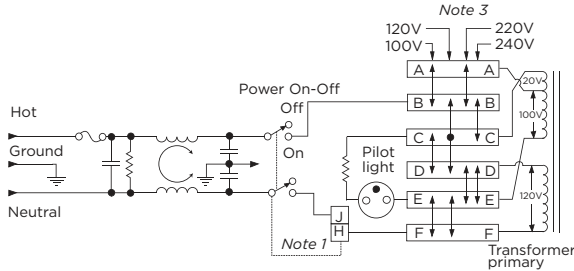 Note 3
120V 220V
100V 240V
A A
20V
Power On-Off
Off
B B
100V
Hot
C C
On
Pilot
light
Ground
D D
120V
E E
Neutral
J
H
Note 1
F F
Transformer
primary